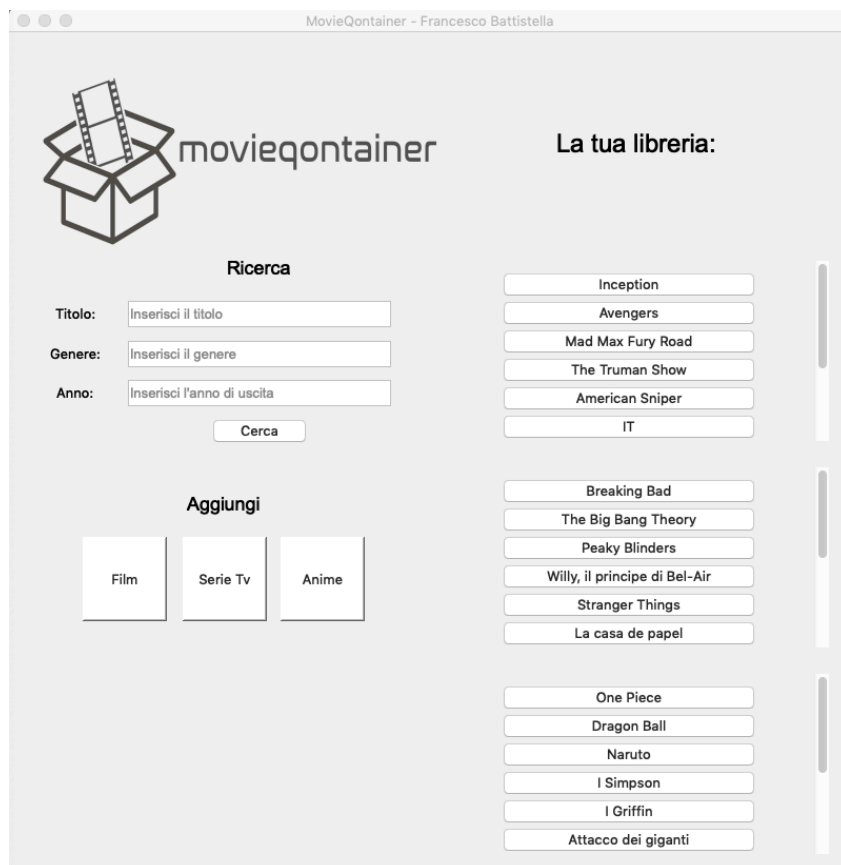 MovieQontainer - Francesco Battistella
movieqontainer
La tua libreria:
Ricerca
Titolo: Inserisci il titolo
Genere: Inserisci il genere
Anno: Inserisci l'anno di uscita
Cerca
Aggiungi
Film Serie Tv Anime
Inception
Avengers
Mad Max Fury Road
The Truman Show
American Sniper
IT
Breaking Bad
The Big Bang Theory
Peaky Blinders
Willy, il principe di Bel-Air
Stranger Things
La casa de papel
One Piece
Dragon Ball
Naruto
I Simpson
I Griffin
Attacco dei giganti